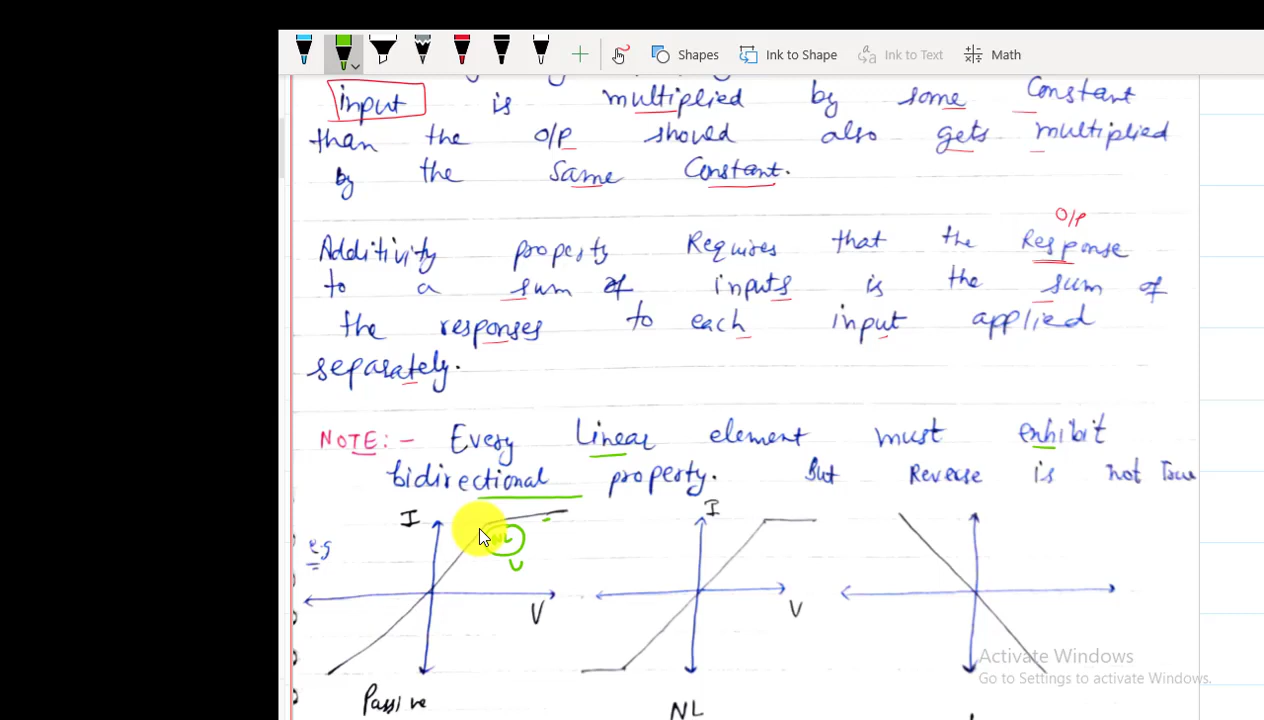 Shapes Ink to Shape Ink to Text Math
input is multiplied by some Constant
than the O/P should also gets multiplied
by the Same Constant.
O/P
Additivity property Requires that the Response
to a sum of inputs is the sum of
the responses to each input applied
separately.
NOTE:- Every Linear element must exhibit
bidirectional property. But Reverse is not True
I I
eg NL
U
V V
Activate Windows
Go to Settings to activate Windows.
Passive NL